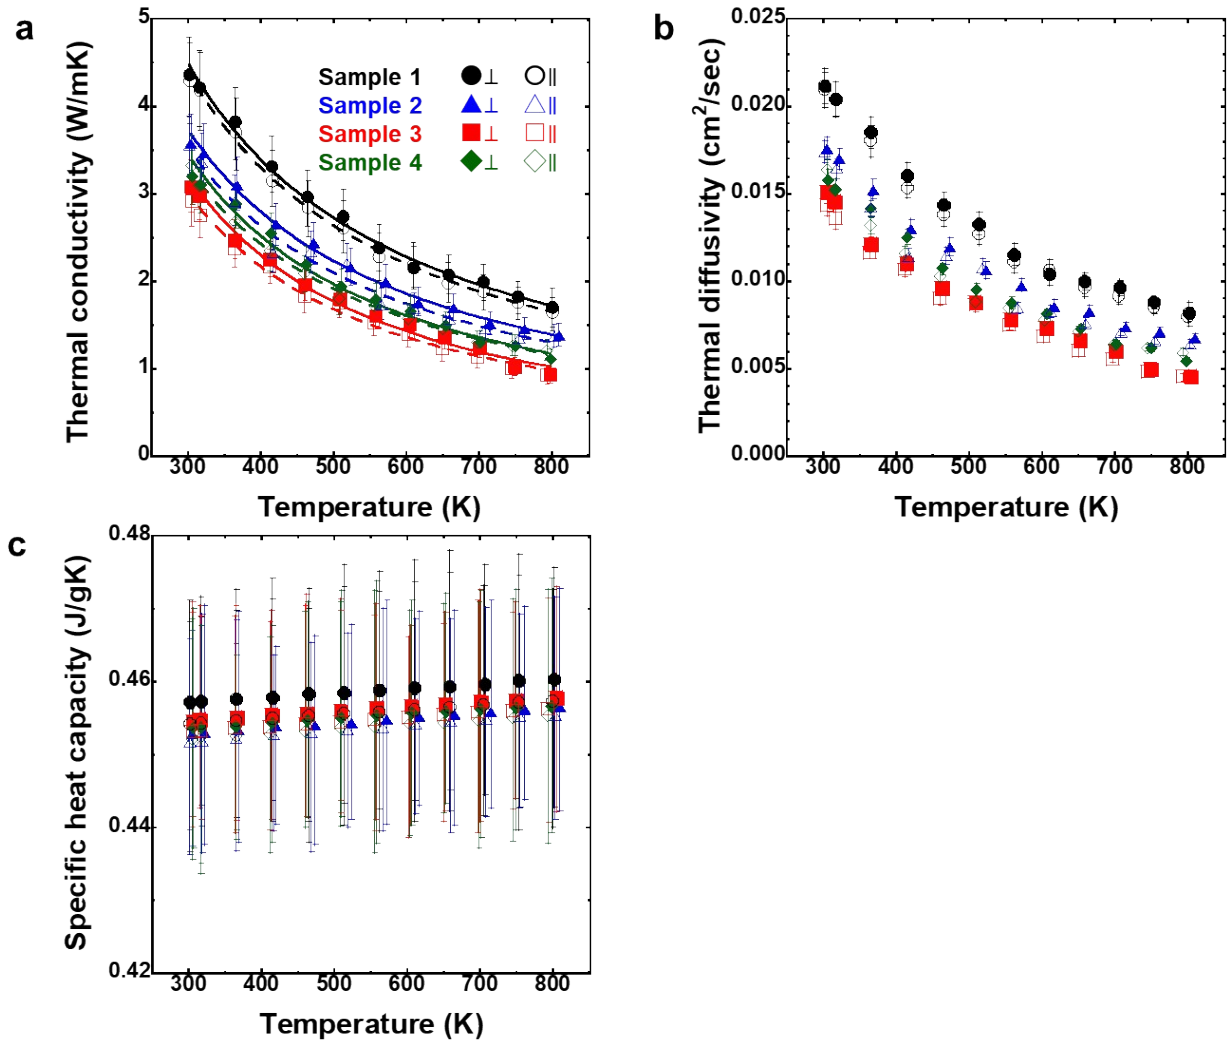 a
5
4
3
2
1
0
Thermal conductivity (W/mK)
Sample 1 ⊥ ∥
Sample 2 ⊥ ∥
Sample 3 ⊥ ∥
Sample 4 ⊥ ∥
300 400 500 600 700 800
Temperature (K)
b
0.025
0.020
0.015
0.010
0.005
0.000
Thermal diffusivity (cm²/sec)
300 400 500 600 700 800
Temperature (K)
c
0.48
0.46
0.44
0.42
Specific heat capacity (J/gK)
300 400 500 600 700 800
Temperature (K)